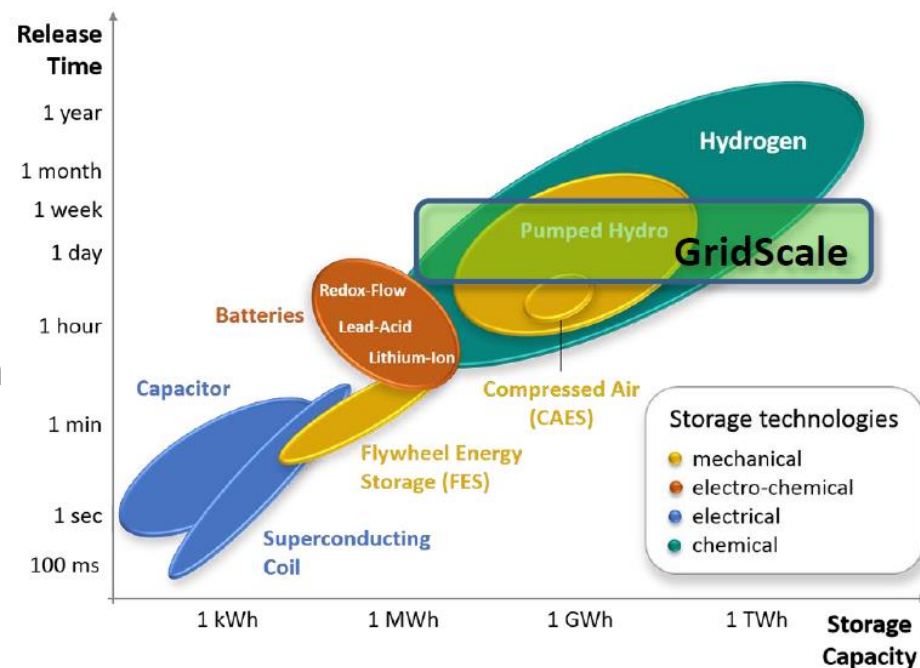 Release
Time
1 year
1 month
1 week
1 day
1 hour
1 min
1 sec
100 ms
Hydrogen
Pumped Hydro
GridScale
Redox-Flow
Batteries
Lead-Acid
Lithium-Ion
Capacitor
Compressed Air
(CAES)
Flywheel Energy
Storage (FES)
Superconducting
Coil
Storage technologies
mechanical
electro-chemical
electrical
chemical
1 kWh
1 MWh
1 GWh
1 TWh
Storage
Capacity